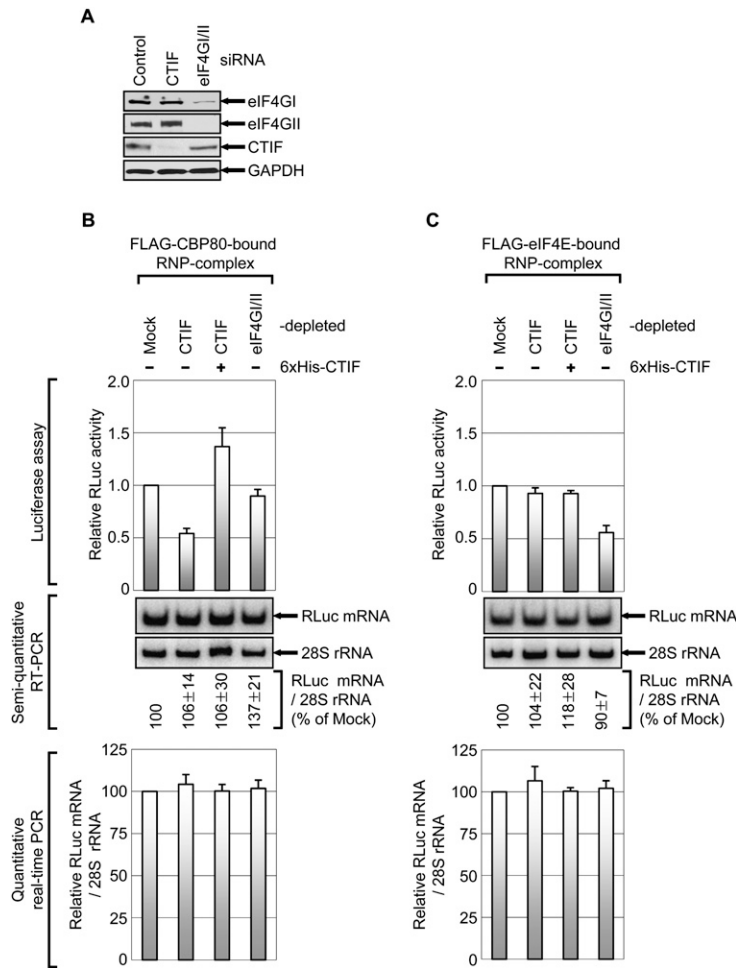 A
Control
CTIF
eIF4GI/II
siRNA
eIF4GI
eIF4GII
CTIF
GAPDH
B
FLAG-CBP80-bound
RNP-complex
Mock
CTIF
CTIF
eIF4GI/II
-depleted
- - + - 6xHis-CTIF
Luciferase assay
Relative RLuc activity
2.0
1.5
1.0
0.5
0
Semi-quantitative
RT-PCR
RLuc mRNA
28S rRNA
100
106±14
106±30
137±21
RLuc mRNA
/ 28S rRNA
(% of Mock)
Quantitative
real-time PCR
Relative RLuc mRNA
/ 28S rRNA
125
100
75
50
25
0
C
FLAG-eIF4E-bound
RNP-complex
Mock
CTIF
CTIF
eIF4GI/II
-depleted
- - + - 6xHis-CTIF
Relative RLuc activity
2.0
1.5
1.0
0.5
0
RLuc mRNA
28S rRNA
100
104±22
118±28
90±7
RLuc mRNA
/ 28S rRNA
(% of Mock)
Relative RLuc mRNA
/ 28S rRNA
125
100
75
50
25
0